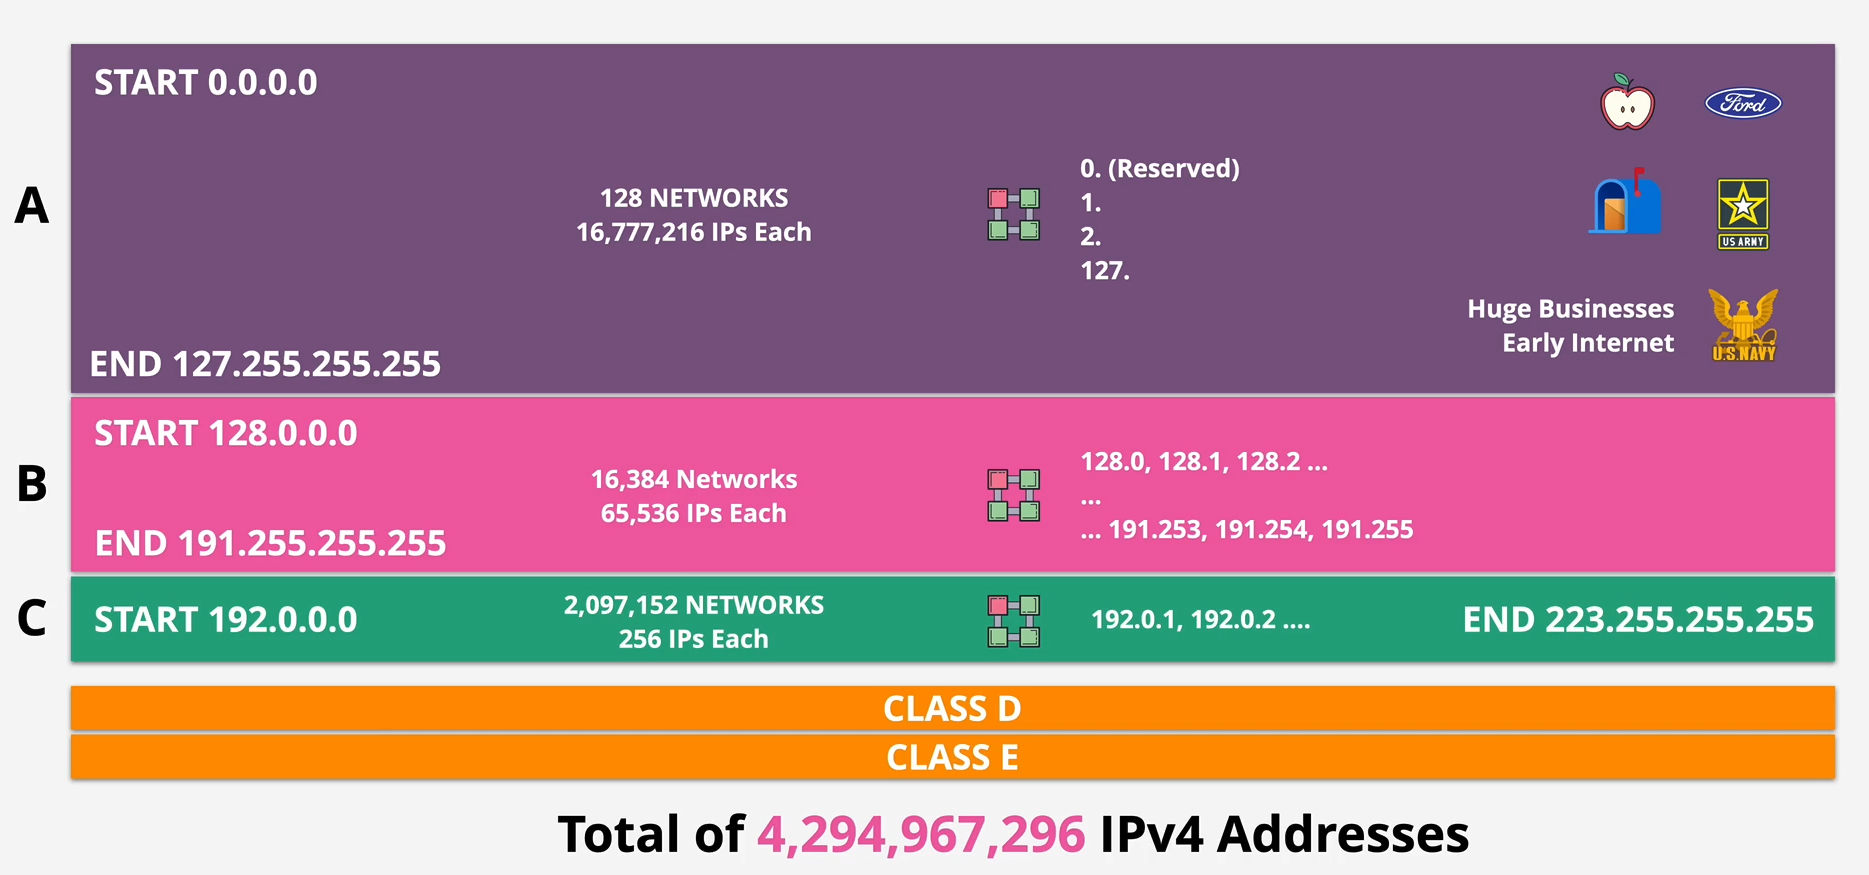 A
START 0.0.0.0
128 NETWORKS
16,777,216 IPs Each
0. (Reserved)
1.
2.
127.
Ford
US ARMY
Huge Businesses
Early Internet
U.S.NAVY
END 127.255.255.255
B
START 128.0.0.0
16,384 Networks
65,536 IPs Each
128.0, 128.1, 128.2 ...
...
... 191.253, 191.254, 191.255
END 191.255.255.255
C
START 192.0.0.0
2,097,152 NETWORKS
256 IPs Each
192.0.1, 192.0.2 ....
END 223.255.255.255
CLASS D
CLASS E
Total of 4,294,967,296 IPv4 Addresses